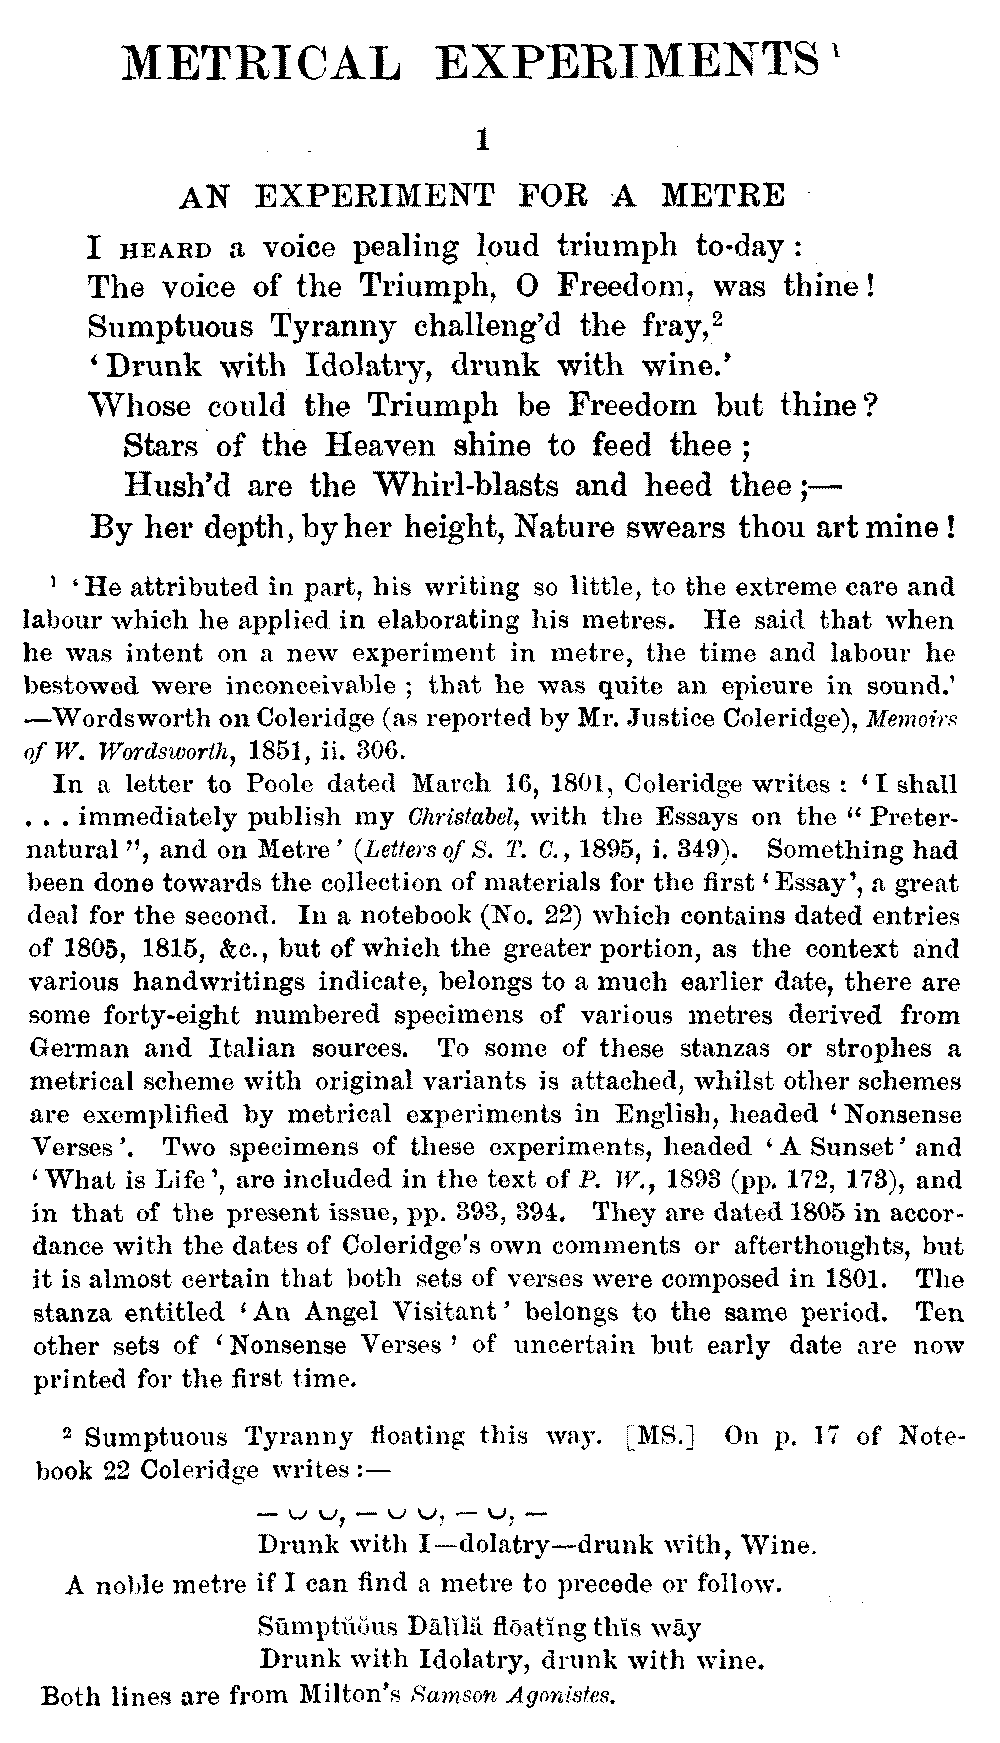 METRICAL EXPERIMENTS ¹
1
AN EXPERIMENT FOR A METRE
I HEARD a voice pealing loud triumph to-day :
The voice of the Triumph, O Freedom, was thine !
Sumptuous Tyranny challeng'd the fray,²
‘ Drunk with Idolatry, drunk with wine.’
Whose could the Triumph be Freedom but thine ?
Stars of the Heaven shine to feed thee ;
Hush'd are the Whirl-blasts and heed thee ;—
By her depth, by her height, Nature swears thou art mine !
¹ ‘ He attributed in part, his writing so little, to the extreme care and
labour which he applied in elaborating his metres. He said that when
he was intent on a new experiment in metre, the time and labour he
bestowed were inconceivable ; that he was quite an epicure in sound.’
—Wordsworth on Coleridge (as reported by Mr. Justice Coleridge), Memoirs
of W. Wordsworth, 1851, ii. 306.
In a letter to Poole dated March 16, 1801, Coleridge writes : ‘ I shall
. . . immediately publish my Christabel, with the Essays on the “ Preter-
natural ”, and on Metre ’ (Letters of S. T. C., 1895, i. 349). Something had
been done towards the collection of materials for the first ‘ Essay ’, a great
deal for the second. In a notebook (No. 22) which contains dated entries
of 1805, 1815, &c., but of which the greater portion, as the context and
various handwritings indicate, belongs to a much earlier date, there are
some forty-eight numbered specimens of various metres derived from
German and Italian sources. To some of these stanzas or strophes a
metrical scheme with original variants is attached, whilst other schemes
are exemplified by metrical experiments in English, headed ‘ Nonsense
Verses ’. Two specimens of these experiments, headed ‘ A Sunset ’ and
‘ What is Life ’, are included in the text of P. W., 1893 (pp. 172, 173), and
in that of the present issue, pp. 393, 394. They are dated 1805 in accor-
dance with the dates of Coleridge's own comments or afterthoughts, but
it is almost certain that both sets of verses were composed in 1801. The
stanza entitled ‘ An Angel Visitant ’ belongs to the same period. Ten
other sets of ‘ Nonsense Verses ’ of uncertain but early date are now
printed for the first time.
² Sumptuous Tyranny floating this way. [MS.] On p. 17 of Note-
book 22 Coleridge writes :—
– ◡ ◡, – ◡ ◡, – ◡, –
Drunk with I—dolatry—drunk with, Wine.
A noble metre if I can find a metre to precede or follow.
Sūmptŭŏus Dālĭlă flōatĭng thĭs wāy
Drunk with Idolatry, drunk with wine.
Both lines are from Milton's Samson Agonistes.